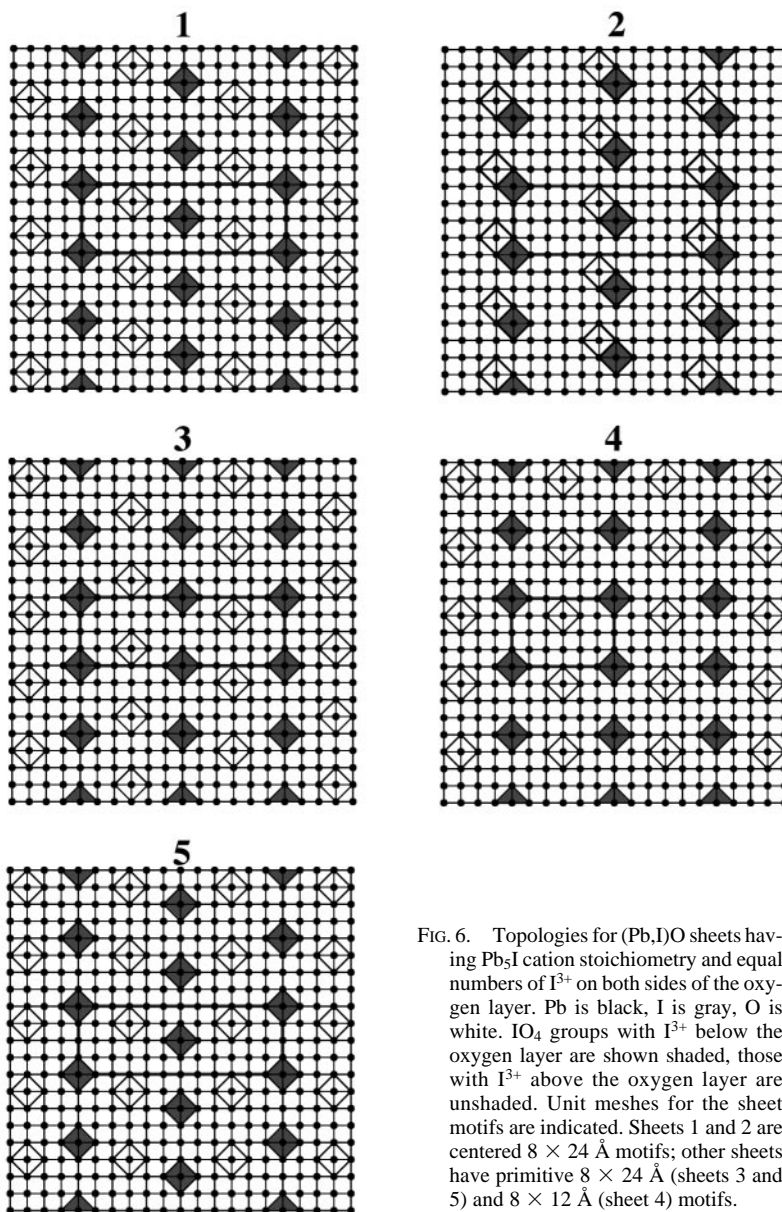 1
2
3
4
5
FIG. 6. Topologies for (Pb,I)O sheets hav-
ing Pb₅I cation stoichiometry and equal
numbers of I³⁺ on both sides of the oxy-
gen layer. Pb is black, I is gray, O is
white. IO₄ groups with I³⁺ below the
oxygen layer are shown shaded, those
with I³⁺ above the oxygen layer are
unshaded. Unit meshes for the sheet
motifs are indicated. Sheets 1 and 2 are
centered 8 × 24 Å motifs; other sheets
have primitive 8 × 24 Å (sheets 3 and
5) and 8 × 12 Å (sheet 4) motifs.